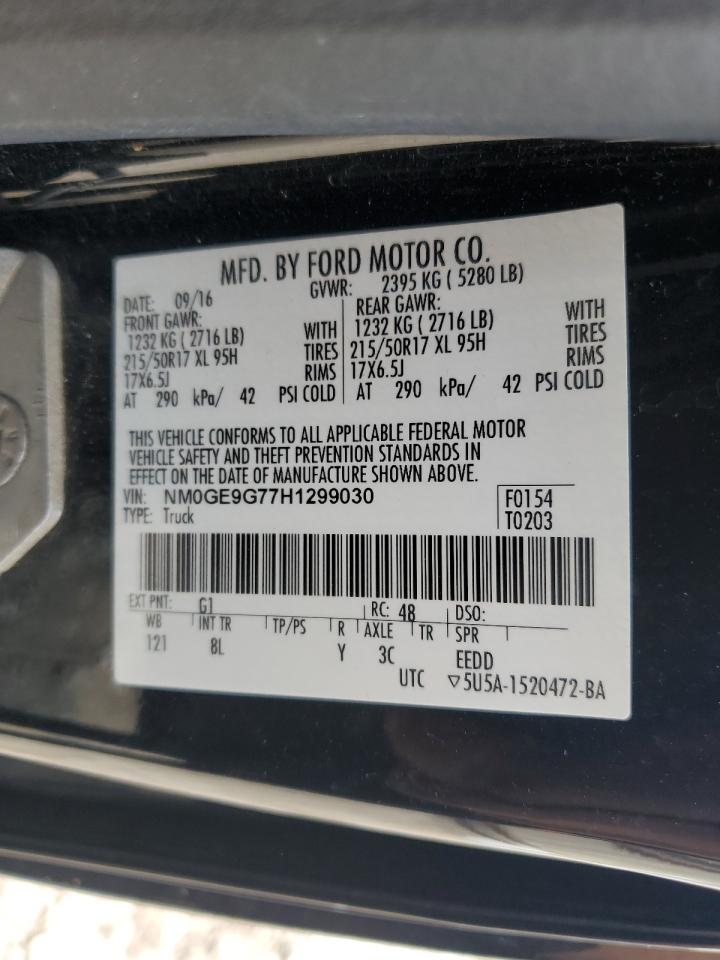 MFD. BY FORD MOTOR CO.
DATE: 09/16 GVWR: 2395 KG ( 5280 LB)
FRONT GAWR: REAR GAWR:
1232 KG ( 2716 LB) WITH 1232 KG ( 2716 LB) WITH
215/50R17 XL 95H TIRES 215/50R17 XL 95H TIRES
17X6.5J RIMS 17X6.5J RIMS
AT 290 kPa/ 42 PSI COLD AT 290 kPa/ 42 PSI COLD
THIS VEHICLE CONFORMS TO ALL APPLICABLE FEDERAL MOTOR
VEHICLE SAFETY AND THEFT PREVENTION STANDARDS IN
EFFECT ON THE DATE OF MANUFACTURE SHOWN ABOVE.
VIN: NM0GE9G77H1299030 F0154
TYPE: Truck T0203
EXT PNT: G1 RC: 48 DSO:
WB INT TR TP/PS R AXLE TR SPR
121 8L Y 3C EEDD
UTC ▽5U5A-1520472-BA